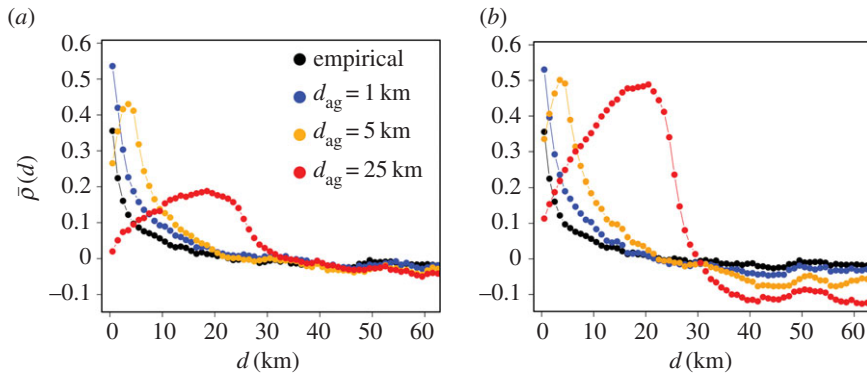 (a)
0.6
0.5
0.4
0.3
0.2
0.1
0
–0.1
ρ̄(d)
empirical
d_ag = 1 km
d_ag = 5 km
d_ag = 25 km
0 10 20 30 40 50 60
d (km)
(b)
0.6
0.5
0.4
0.3
0.2
0.1
0
–0.1
0 10 20 30 40 50 60
d (km)